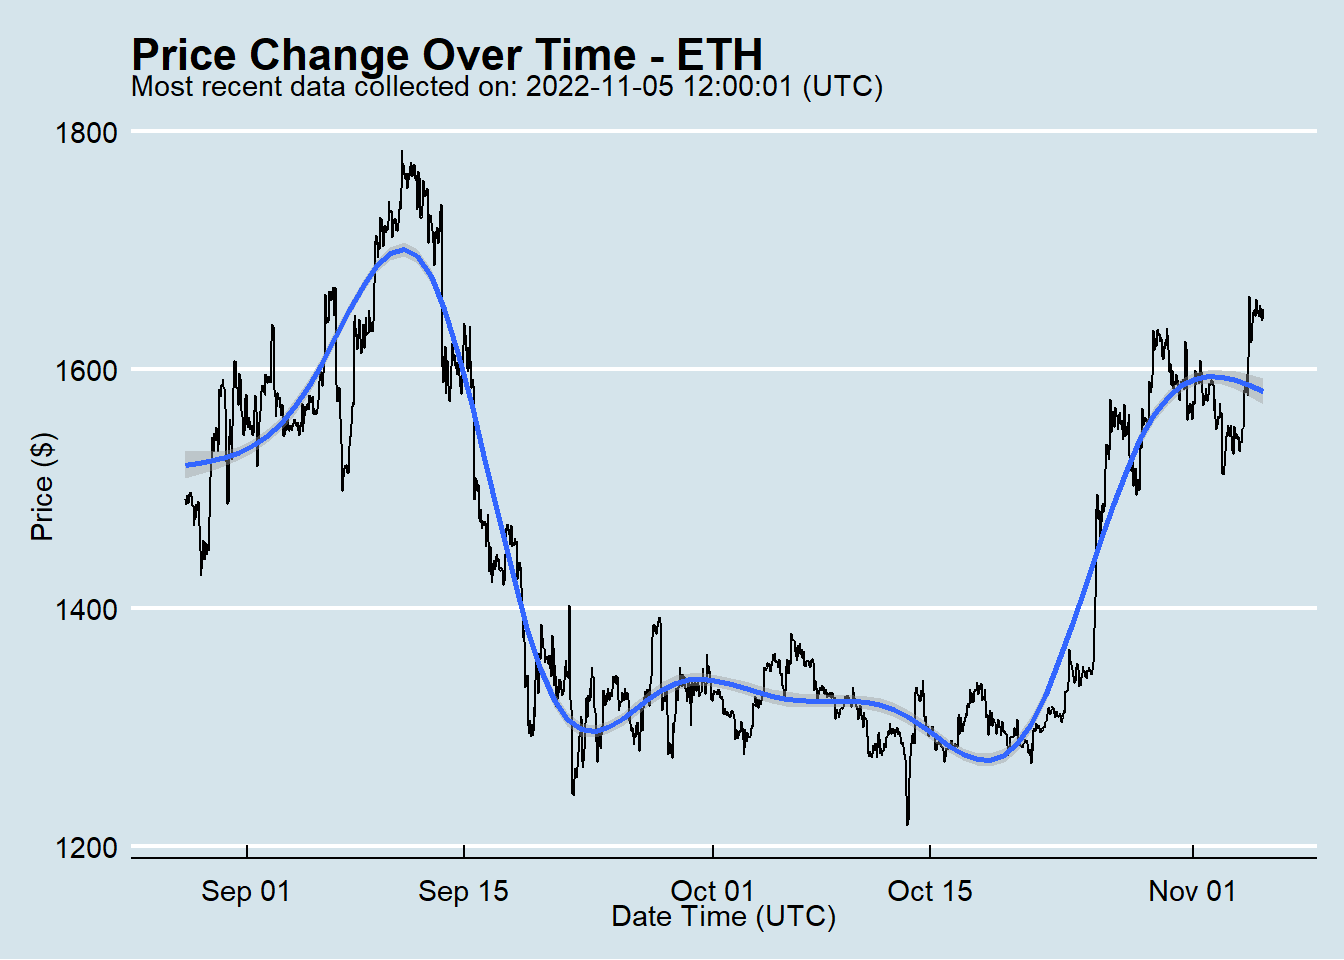 Price Change Over Time - ETH
Most recent data collected on: 2022-11-05 12:00:01 (UTC)
1800
1600
1400
1200
Price ($)
Sep 01 Sep 15 Oct 01 Oct 15 Nov 01
Date Time (UTC)